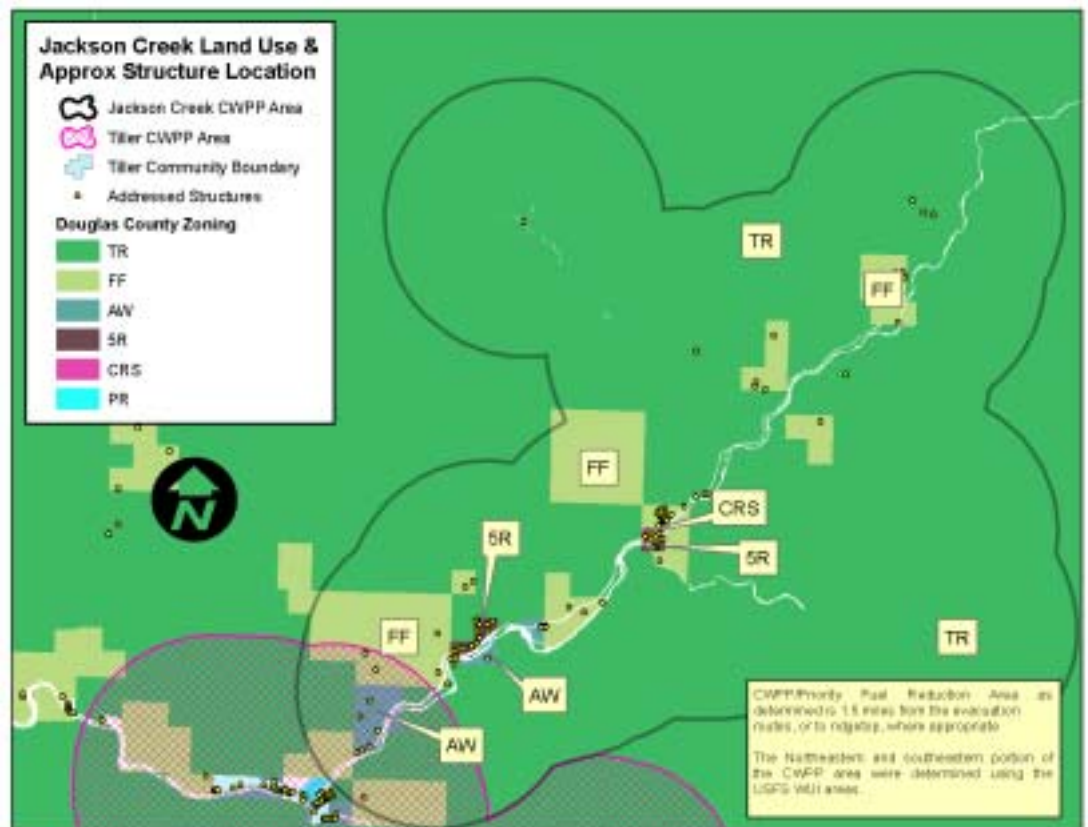 Jackson Creek Land Use &
Approx Structure Location
Jackson Creek CWPP Area
Tiller CWPP Area
Tiller Community Boundary
Addressed Structures
Douglas County Zoning
TR
FF
AW
5R
CRS
PR
N
TR
FF
FF
CRS
5R
5R
FF
TR
AW
AW
CWPP/Priority Fuel Reduction Area as
determined is 1.5 miles from the evacuation
routes, or to ridgetop, where appropriate
The Northeastern and southeastern portion of
the CWPP area were determined using the
USFS WUI areas.